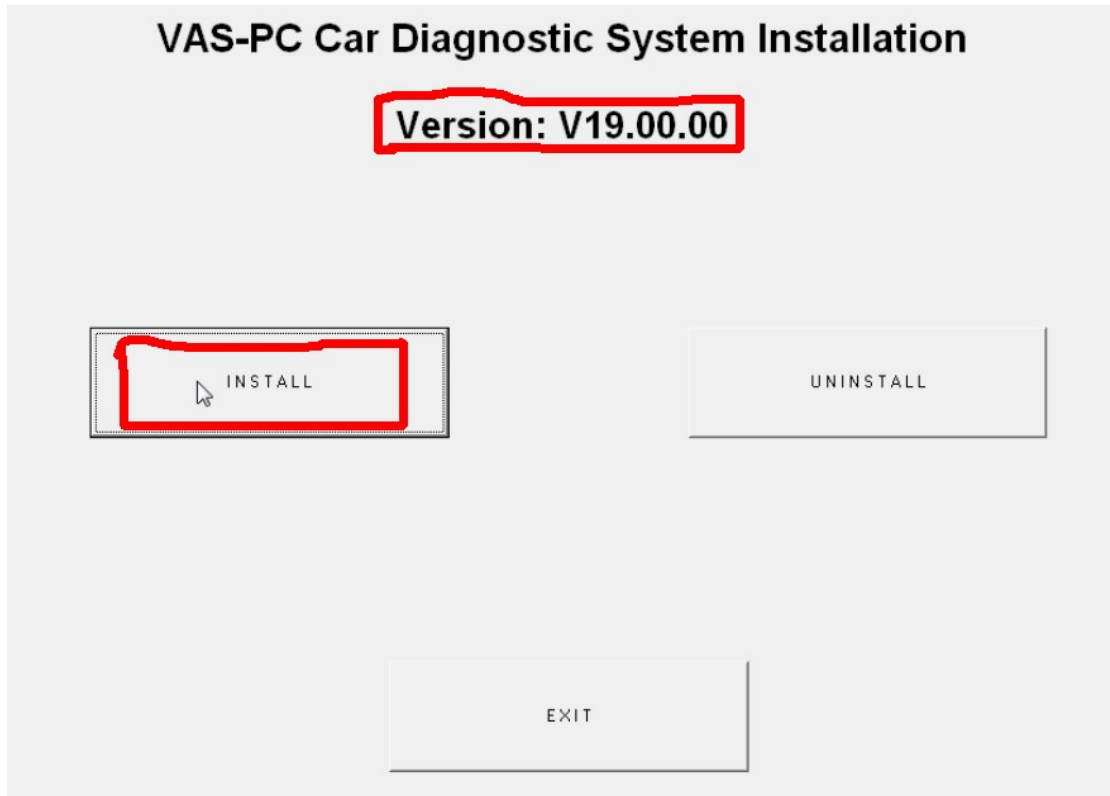 VAS-PC Car Diagnostic System Installation
Version: V19.00.00
INSTALL
UNINSTALL
EXIT